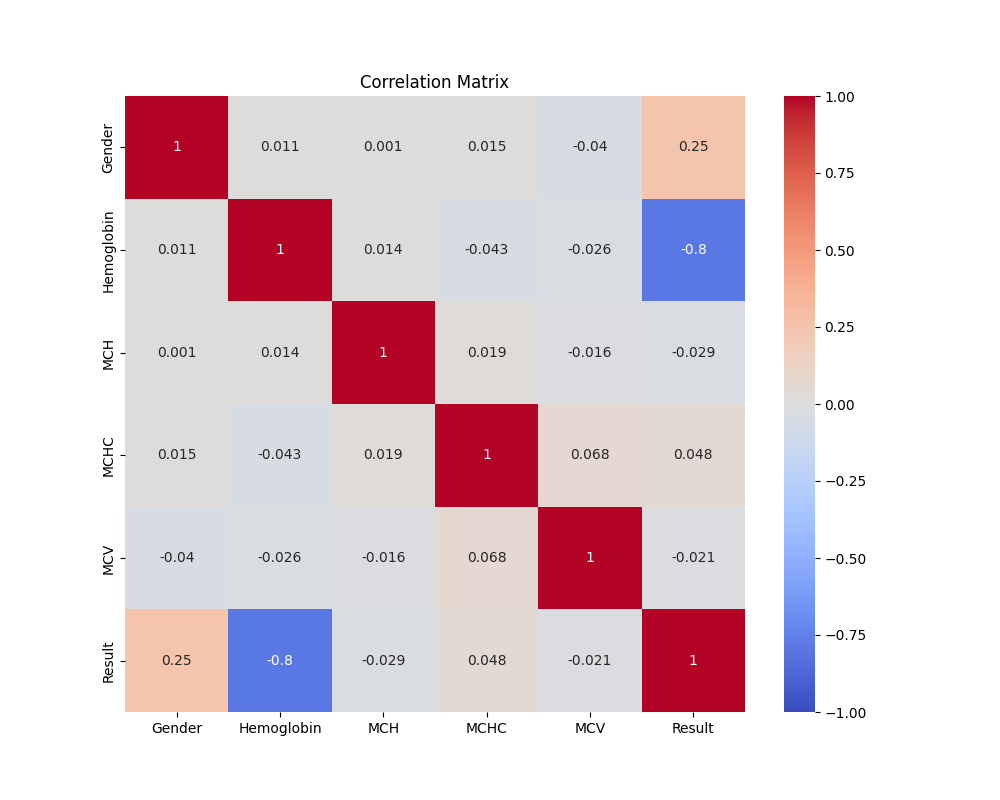 Correlation Matrix
Gender 1 0.011 0.001 0.015 -0.04 0.25
Hemoglobin 0.011 1 0.014 -0.043 -0.026 -0.8
MCH 0.001 0.014 1 0.019 -0.016 -0.029
MCHC 0.015 -0.043 0.019 1 0.068 0.048
MCV -0.04 -0.026 -0.016 0.068 1 -0.021
Result 0.25 -0.8 -0.029 0.048 -0.021 1
Gender Hemoglobin MCH MCHC MCV Result
1.00
0.75
0.50
0.25
0.00
−0.25
−0.50
−0.75
−1.00